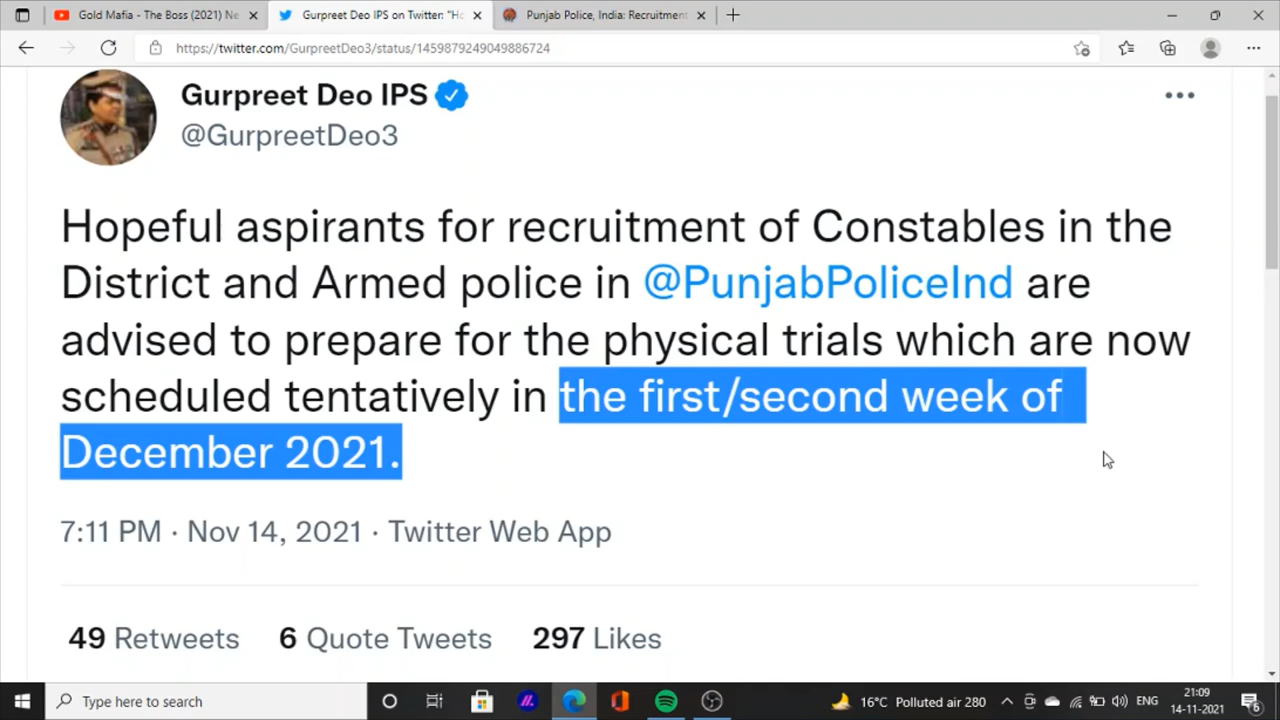 Gold Mafia - The Boss (2021) Ne
Gurpreet Deo IPS on Twitter: "Ho
Punjab Police, India: Recruitment
https://twitter.com/GurpreetDeo3/status/1459879249049886724
Gurpreet Deo IPS
@GurpreetDeo3
Hopeful aspirants for recruitment of Constables in the
District and Armed police in @PunjabPoliceInd are
advised to prepare for the physical trials which are now
scheduled tentatively in the first/second week of
December 2021.
7:11 PM · Nov 14, 2021 · Twitter Web App
49 Retweets 6 Quote Tweets 297 Likes
Type here to search
16°C Polluted air 280
ENG
21:09
14-11-2021
6